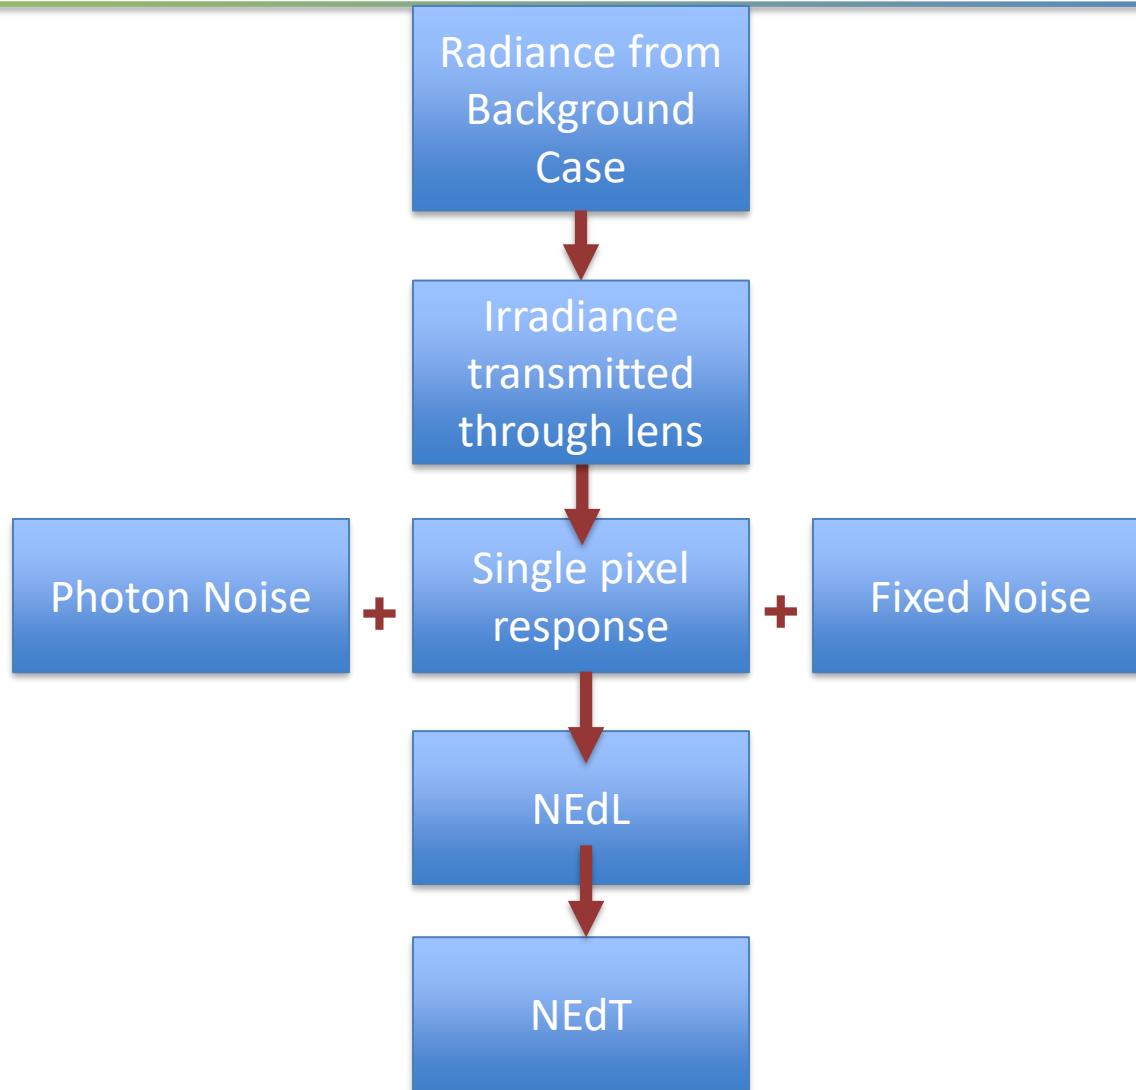 Radiance from
Background
Case
Irradiance
transmitted
through lens
Photon Noise
+
Single pixel
response
+
Fixed Noise
NEdL
NEdT